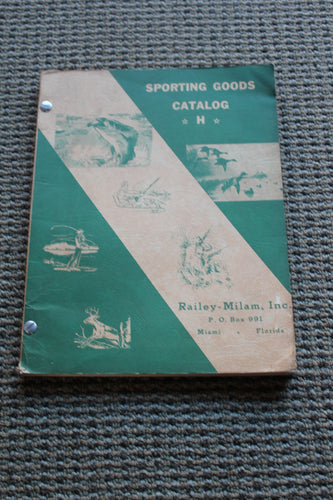 SPORTING GOODS
CATALOG
☆ H ☆
Railey-Milam, Inc.
P. O. Box 991
Miami • Florida